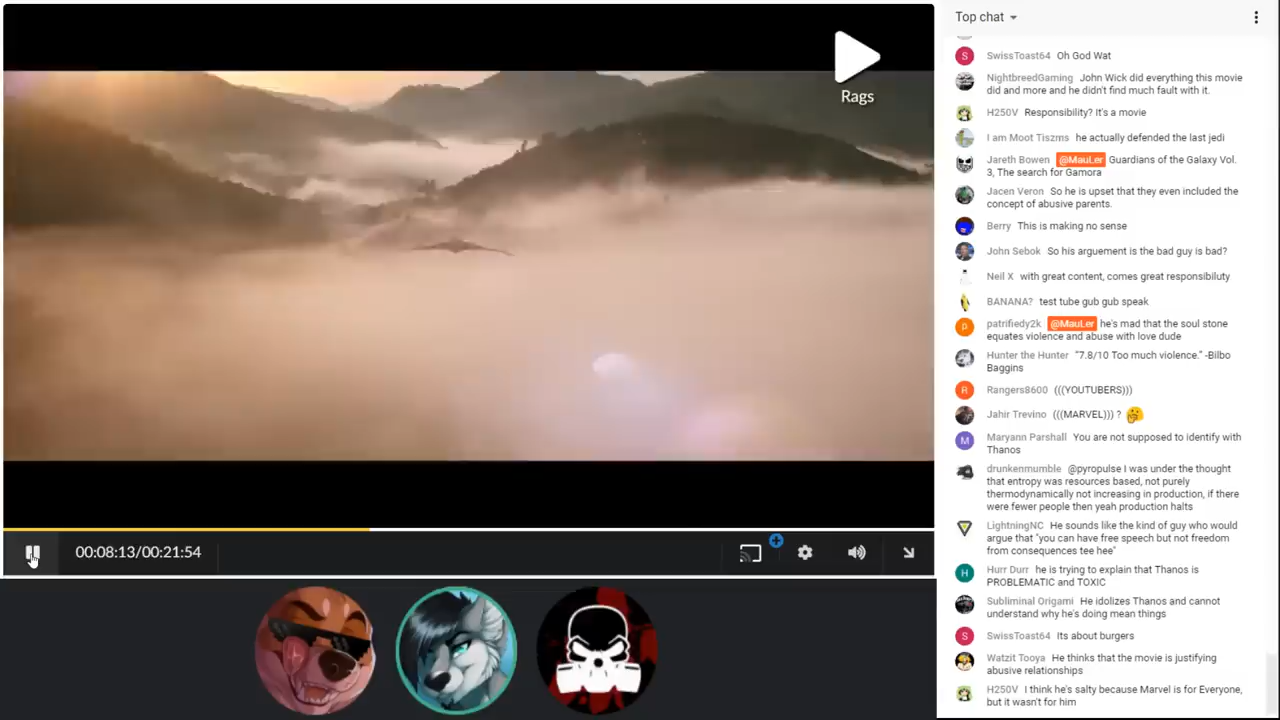 Rags
00:08:13/00:21:54
Top chat
SwissToast64 Oh God Wat
NightbreedGaming John Wick did everything this movie
did and more and he didn't find much fault with it.
H250V Responsibility? It's a movie
I am Moot Tiszms he actually defended the last jedi
Jareth Bowen @MauLer Guardians of the Galaxy Vol.
3, The search for Gamora
Jacen Veron So he is upset that they even included the
concept of abusive parents.
Berry This is making no sense
John Sebok So his arguement is the bad guy is bad?
Neil X with great content, comes great responsibiluty
BANANA? test tube gub gub speak
P patrifiedy2k @MauLer he's mad that the soul stone
equates violence and abuse with love dude
Hunter the Hunter "7.8/10 Too much violence." -Bilbo
Baggins
R Rangers8600 (((YOUTUBERS)))
Jahir Trevino (((MARVEL))) ? 🤔
M Maryann Parshall You are not supposed to identify with
Thanos
drunkenmumble @pyropulse I was under the thought
that entropy was resources based, not purely
thermodynamically not increasing in production, if there
were fewer people then yeah production halts
LightningNC He sounds like the kind of guy who would
argue that "you can have free speech but not freedom
from consequences tee hee"
H Hurr Durr he is trying to explain that Thanos is
PROBLEMATIC and TOXIC
Subliminal Origami He idolizes Thanos and cannot
understand why he's doing mean things
S SwissToast64 Its about burgers
Watzit Tooya He thinks that the movie is justifying
abusive relationships
H250V I think he's salty because Marvel is for Everyone,
but it wasn't for him